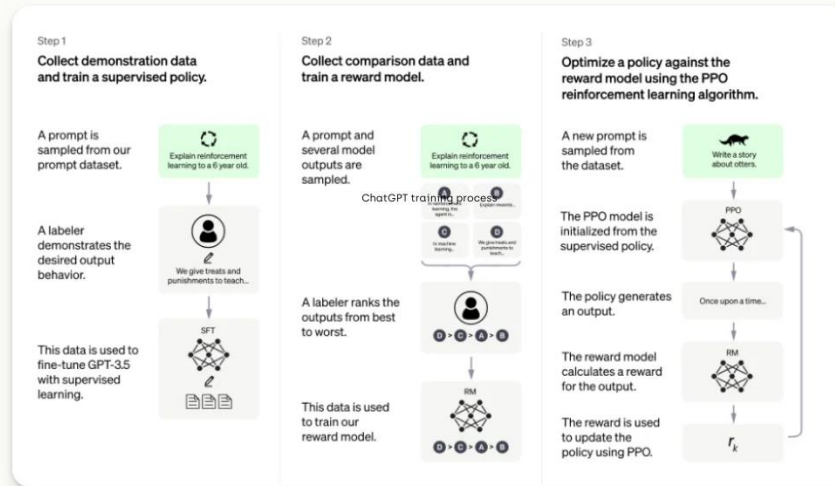 Step 1
Collect demonstration data
and train a supervised policy.
A prompt is
sampled from our
prompt dataset.
Explain reinforcement
learning to a 6 year old.
A labeler
demonstrates the
desired output
behavior.
We give treats and
punishments to teach...
This data is used to
fine-tune GPT-3.5
with supervised
learning.
SFT
Step 2
Collect comparison data and
train a reward model.
A prompt and
several model
outputs are
sampled.
Explain reinforcement
learning to a 6 year old.
ChatGPT training process
A
B
Explain rewards...
learning, the
agent is...
C
In machine
learning...
D
We give treats and
punishments to
teach...
A labeler ranks the
outputs from best
to worst.
D > C > A > B
This data is used
to train our
reward model.
RM
D > C > A > B
Step 3
Optimize a policy against the
reward model using the PPO
reinforcement learning algorithm.
A new prompt is
sampled from
the dataset.
Write a story
about otters.
The PPO model is
initialized from the
supervised policy.
PPO
The policy generates
an output.
Once upon a time...
The reward model
calculates a reward
for the output.
RM
The reward is used
to update the
policy using PPO.
rk